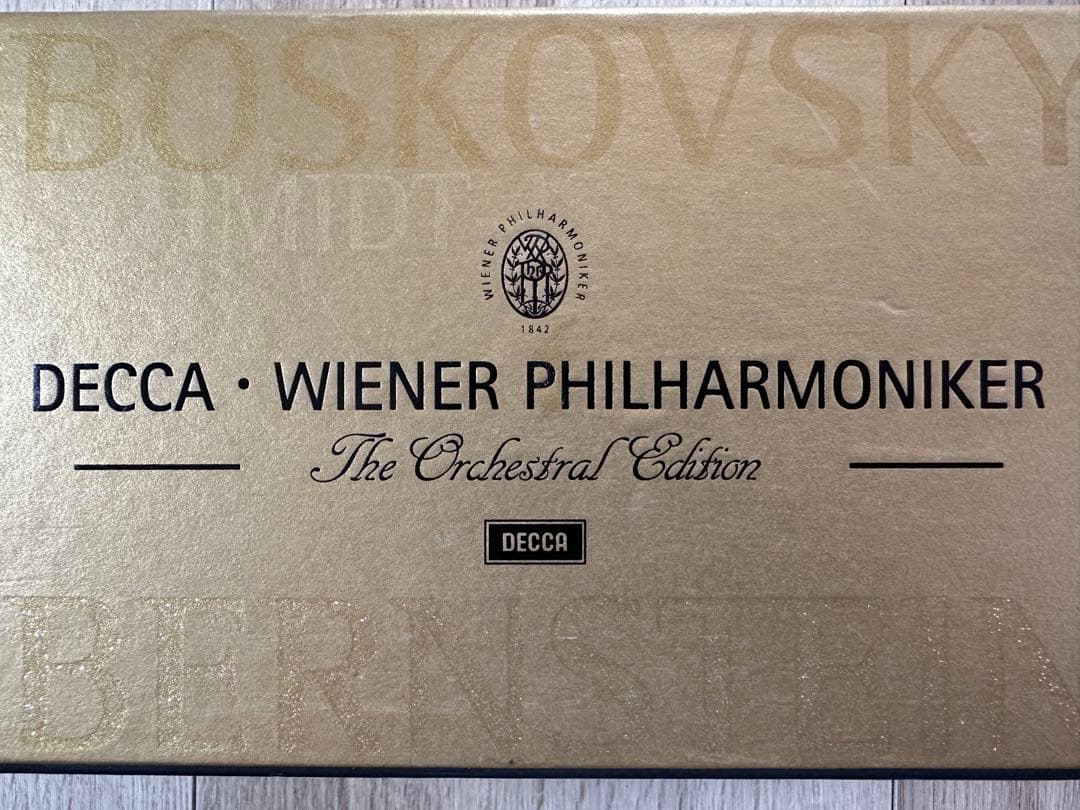 BOSKOVSKY
HMIDT
WIENER PHILHARMONIKER
1842
DECCA · WIENER PHILHARMONIKER
The Orchestral Edition
DECCA
BERNSTEIN